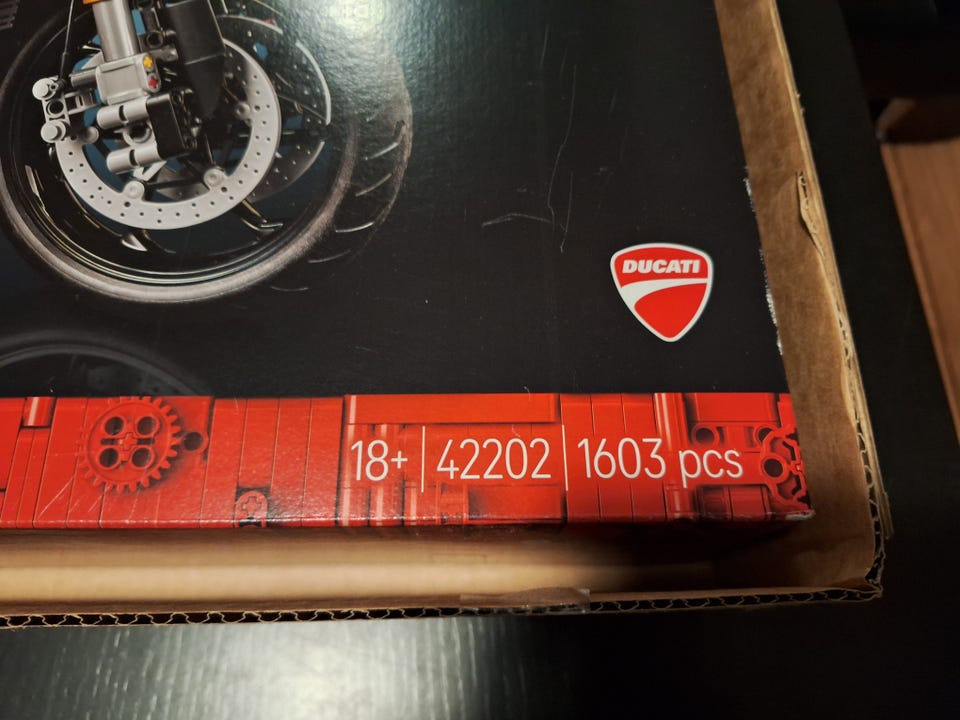 DUCATI
18+ | 42202 | 1603 pcs